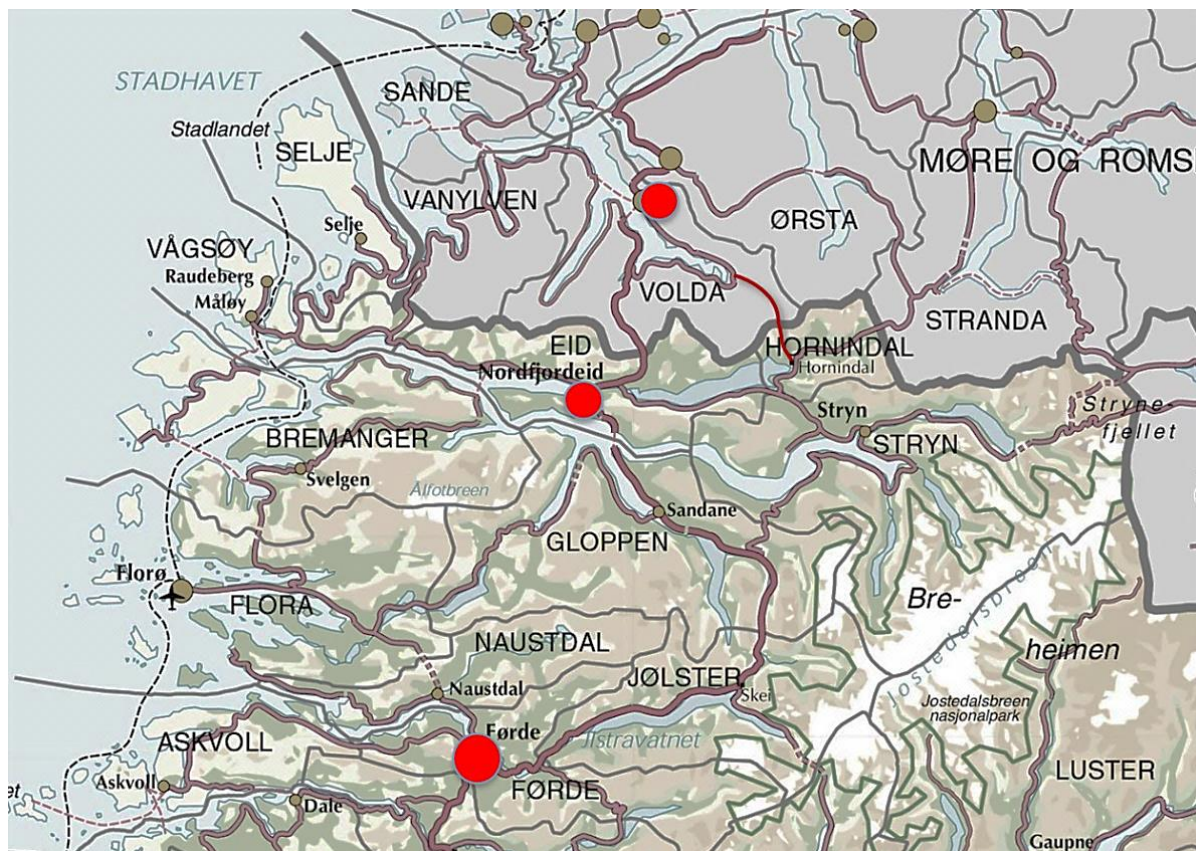 STADHAVET
SANDE
Stadlandet
SELJE
MØRE OG ROMS
VANYLVEN
ØRSTA
Selje
VÅGSØY
Raudeberg
Måløy
VOLDA
STRANDA
EID
HORNINDAL
Nordfjordeid
Hornindal
Stryn
Stryne-
fjellet
BREMANGER
STRYN
Svelgen
Ålfotbreen
Sandane
GLOPPEN
Florø
FLORA
Bre-
Jostedalsbreen
NAUSTDAL
heimen
JØLSTER
Naustdal
Skei
Jostedalsbreen
nasjonalpark
Førde
ASKVOLL
Jlstravatnet
Askvoll
FØRDE
LUSTER
et
Dale
Gaupne